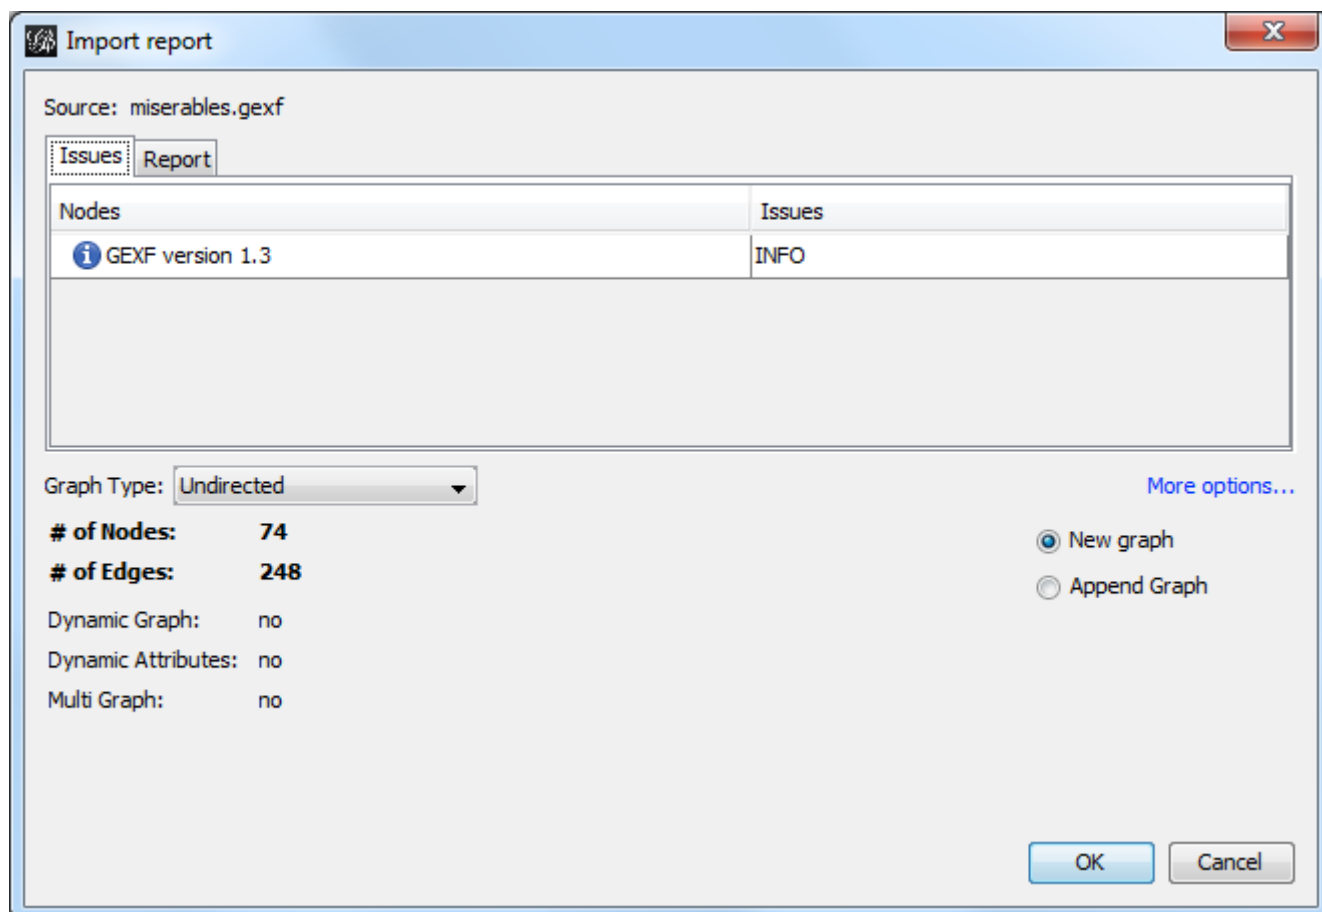 Import report
Source: miserables.gexf
Issues Report
Nodes Issues
GEXF version 1.3 INFO
Graph Type: Undirected More options...
# of Nodes: 74
New graph
# of Edges: 248
Append Graph
Dynamic Graph: no
Dynamic Attributes: no
Multi Graph: no
OK Cancel